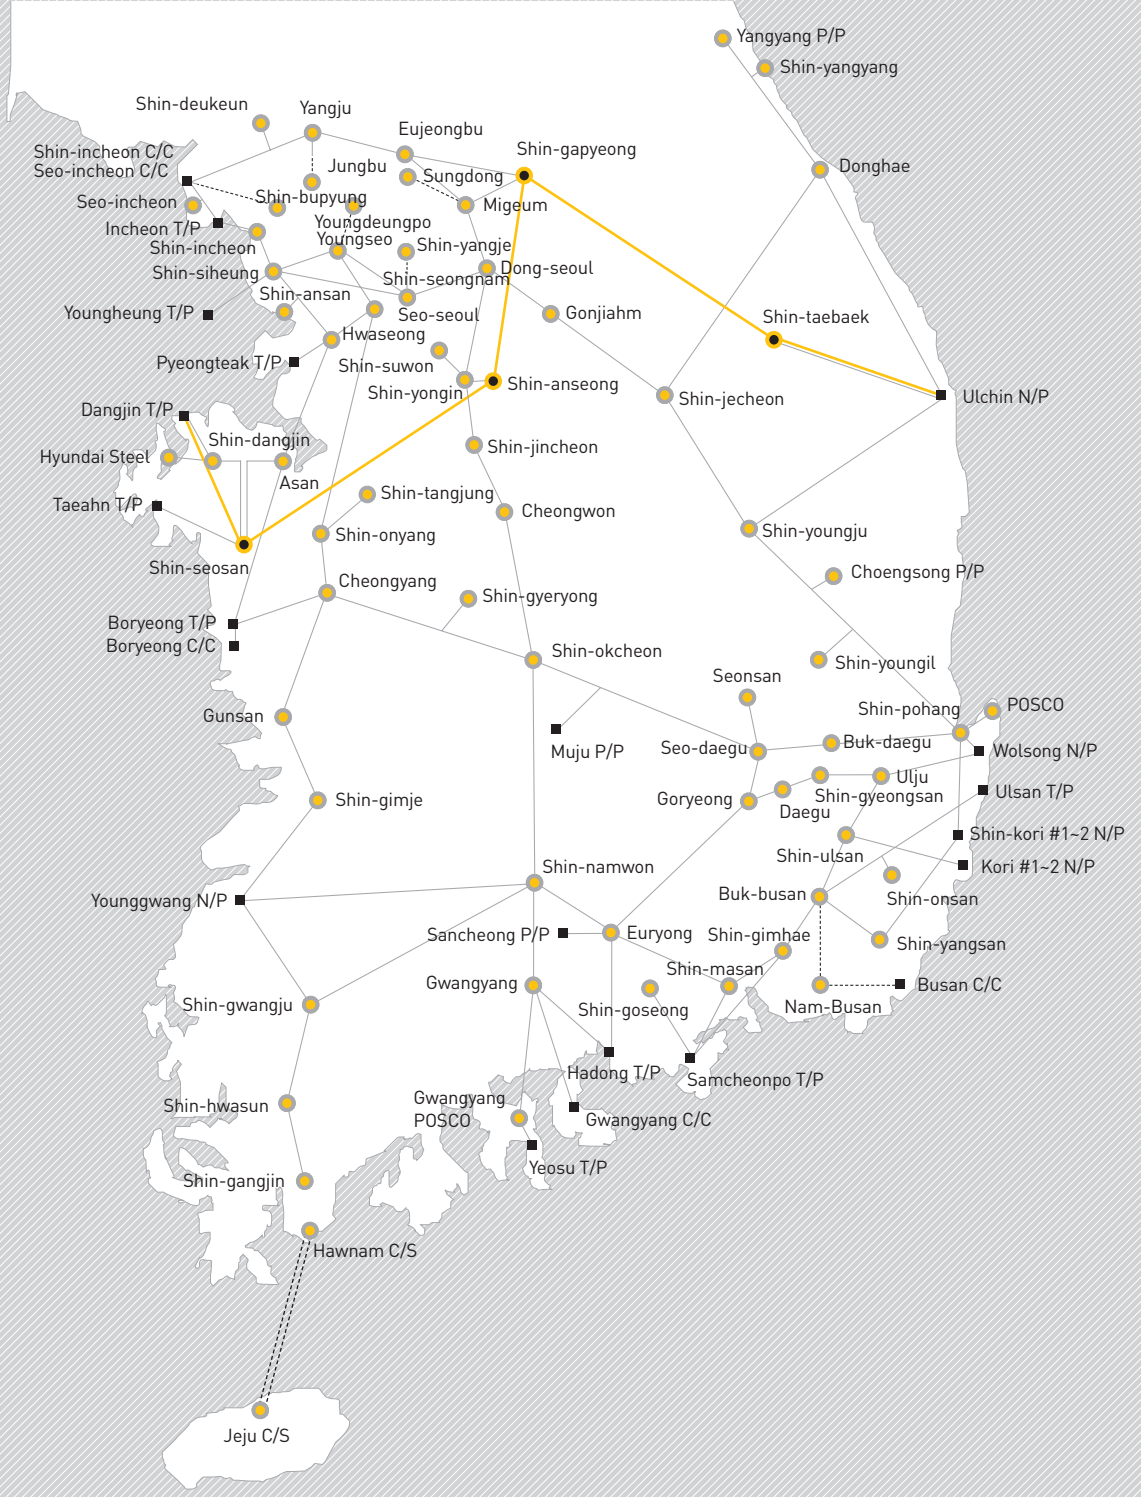 Yangyang P/P
Shin-yangyang
Shin-deukeun
Yangju
Eujeongbu
Shin-gapyeong
Shin-incheon C/C
Seo-incheon C/C
Jungbu
Sungdong
Donghae
Seo-incheon
Shin-bupyung
Migeum
Incheon T/P
Youngdeungpo
Youngseo
Shin-incheon
Shin-yangje
Shin-siheung
Shin-seongnam
Dong-seoul
Shin-ansan
Youngheung T/P
Seo-seoul
Gonjiahm
Shin-taebaek
Hwaseong
Pyeongteak T/P
Shin-suwon
Shin-yongin
Shin-anseong
Shin-jecheon
Ulchin N/P
Dangjin T/P
Shin-dangjin
Shin-jincheon
Hyundai Steel
Asan
Shin-tangjung
Taeahn T/P
Cheongwon
Shin-onyang
Shin-youngju
Shin-seosan
Cheongyang
Choengsong P/P
Shin-gyeryong
Boryeong T/P
Boryeong C/C
Shin-okcheon
Shin-youngil
Seonsan
Gunsan
Shin-pohang
POSCO
Muju P/P
Seo-daegu
Buk-daegu
Wolsong N/P
Ulju
Shin-gimje
Goryeong
Shin-gyeongsan
Daegu
Ulsan T/P
Shin-kori #1~2 N/P
Shin-ulsan
Kori #1~2 N/P
Shin-namwon
Younggwang N/P
Buk-busan
Shin-onsan
Sancheong P/P
Euryong
Shin-gimhae
Shin-yangsan
Shin-masan
Gwangyang
Shin-gwangju
Shin-goseong
Nam-Busan
Busan C/C
Hadong T/P
Samcheonpo T/P
Shin-hwasun
Gwangyang
POSCO
Gwangyang C/C
Yeosu T/P
Shin-gangjin
Hawnam C/S
Jeju C/S